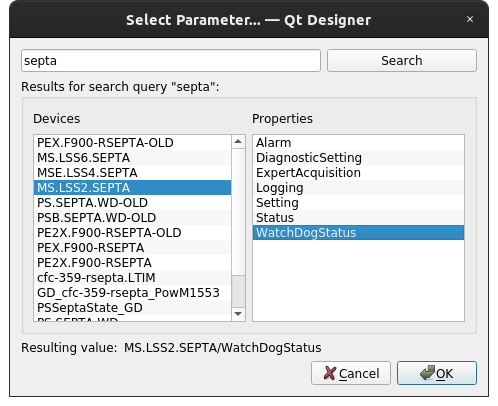 Select Parameter... — Qt Designer
×
septa
Search
Results for search query "septa":
Devices
PEX.F900-RSEPTA-OLD
MS.LSS6.SEPTA
MSE.LSS4.SEPTA
MS.LSS2.SEPTA
PS.SEPTA.WD-OLD
PSB.SEPTA.WD-OLD
PE2X.F900-RSEPTA-OLD
PEX.F900-RSEPTA
PE2X.F900-RSEPTA
cfc-359-rsepta.LTIM
GD_cfc-359-rsepta_PowM1553
PSSeptaState_GD
PS.SEPTA.WD
Properties
Alarm
DiagnosticSetting
ExpertAcquisition
Logging
Setting
Status
WatchDogStatus
Resulting value: MS.LSS2.SEPTA/WatchDogStatus
Cancel
OK